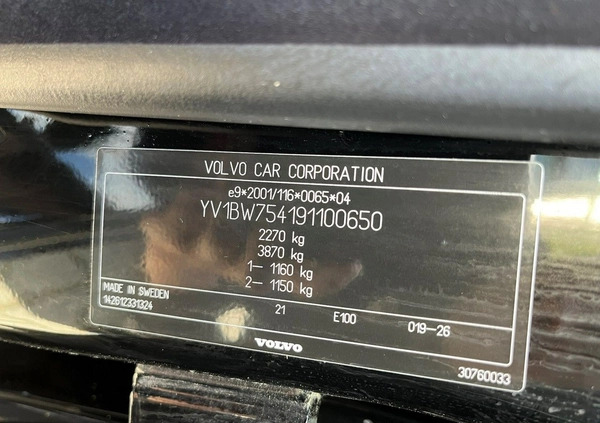 VOLVO CAR CORPORATION
e9*2001/116*0065*04
YV1BW754191100650
2270 kg
3870 kg
1- 1160 kg
2- 1150 kg
MADE IN SWEDEN
142612331324
21 E100 019-26
VOLVO
30760033